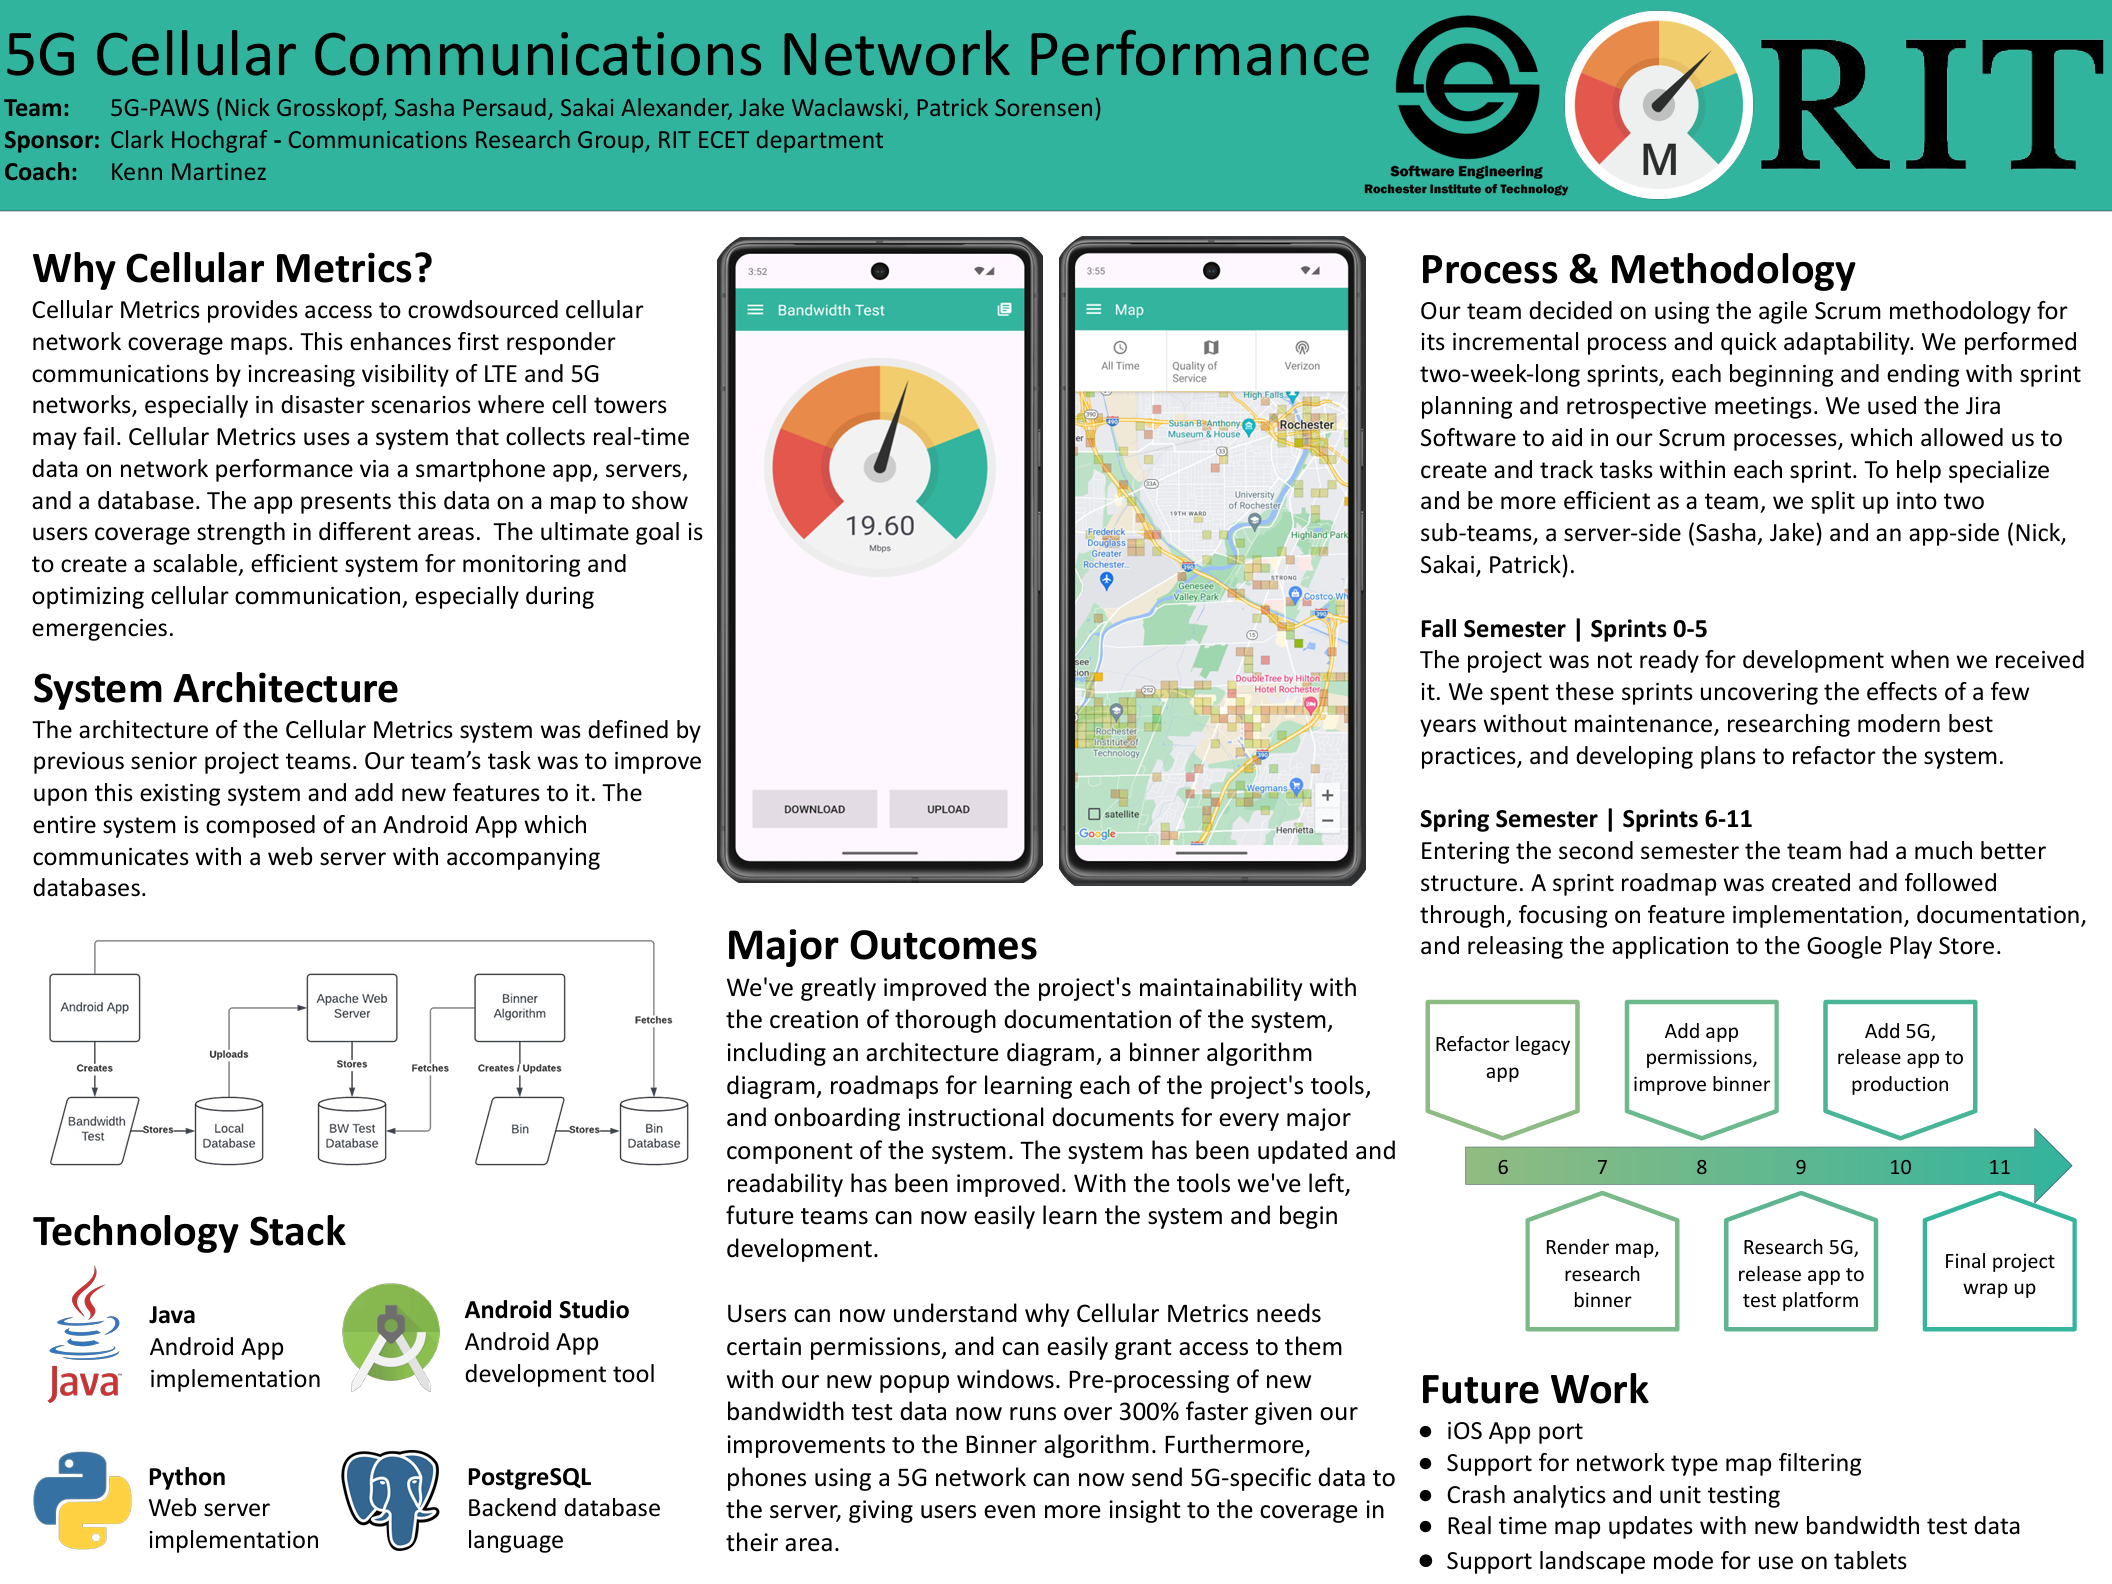 5G Cellular Communications Network Performance
Team: 5G-PAWS (Nick Grosskopf, Sasha Persaud, Sakai Alexander, Jake Waclawski, Patrick Sorensen)
Sponsor: Clark Hochgraf - Communications Research Group, RIT ECET department
Coach: Kenn Martinez
Software Engineering
Rochester Institute of Technology
M
RIT
Why Cellular Metrics?
Cellular Metrics provides access to crowdsourced cellular
network coverage maps. This enhances first responder
communications by increasing visibility of LTE and 5G
networks, especially in disaster scenarios where cell towers
may fail. Cellular Metrics uses a system that collects real-time
data on network performance via a smartphone app, servers,
and a database. The app presents this data on a map to show
users coverage strength in different areas. The ultimate goal is
to create a scalable, efficient system for monitoring and
optimizing cellular communication, especially during
emergencies.
System Architecture
The architecture of the Cellular Metrics system was defined by
previous senior project teams. Our team’s task was to improve
upon this existing system and add new features to it. The
entire system is composed of an Android App which
communicates with a web server with accompanying
databases.
Android App
Apache Web
Server
Binner
Algorithm
Fetches
Creates
Uploads
Stores
Fetches
Creates / Updates
Bandwidth
Test
Stores
Local
Database
BW Test
Database
Bin
Stores
Bin
Database
Technology Stack
Java
Java
Android App
implementation
Android Studio
Android App
development tool
Python
Web server
implementation
PostgreSQL
Backend database
language
3:52
Bandwidth Test
19.60
Mbps
DOWNLOAD
UPLOAD
3:55
Map
All Time
Quality of
Service
Verizon
High Falls
390
490
Susan B. Anthony
Museum & House
Rochester
er
33
33A
University
of Rochester
19TH WARD
Frederick
Douglass
Greater
Rochester...
Highland Park
390
STRONG
Genesee
Valley Park
Costco Wh
390
15
see
tion
DoubleTree by Hilton
Hotel Rochester
252
Rochester
Institute of
Technology
390
Wegmans
+
satellite
−
Google
Henrietta
Major Outcomes
We've greatly improved the project's maintainability with
the creation of thorough documentation of the system,
including an architecture diagram, a binner algorithm
diagram, roadmaps for learning each of the project's tools,
and onboarding instructional documents for every major
component of the system. The system has been updated and
readability has been improved. With the tools we've left,
future teams can now easily learn the system and begin
development.
Users can now understand why Cellular Metrics needs
certain permissions, and can easily grant access to them
with our new popup windows. Pre-processing of new
bandwidth test data now runs over 300% faster given our
improvements to the Binner algorithm. Furthermore,
phones using a 5G network can now send 5G-specific data to
the server, giving users even more insight to the coverage in
their area.
Process & Methodology
Our team decided on using the agile Scrum methodology for
its incremental process and quick adaptability. We performed
two-week-long sprints, each beginning and ending with sprint
planning and retrospective meetings. We used the Jira
Software to aid in our Scrum processes, which allowed us to
create and track tasks within each sprint. To help specialize
and be more efficient as a team, we split up into two
sub-teams, a server-side (Sasha, Jake) and an app-side (Nick,
Sakai, Patrick).
Fall Semester | Sprints 0-5
The project was not ready for development when we received
it. We spent these sprints uncovering the effects of a few
years without maintenance, researching modern best
practices, and developing plans to refactor the system.
Spring Semester | Sprints 6-11
Entering the second semester the team had a much better
structure. A sprint roadmap was created and followed
through, focusing on feature implementation, documentation,
and releasing the application to the Google Play Store.
Refactor legacy
app
Add app
permissions,
improve binner
Add 5G,
release app to
production
6 7 8 9 10 11
Render map,
research
binner
Research 5G,
release app to
test platform
Final project
wrap up
Future Work
● iOS App port
● Support for network type map filtering
● Crash analytics and unit testing
● Real time map updates with new bandwidth test data
● Support landscape mode for use on tablets